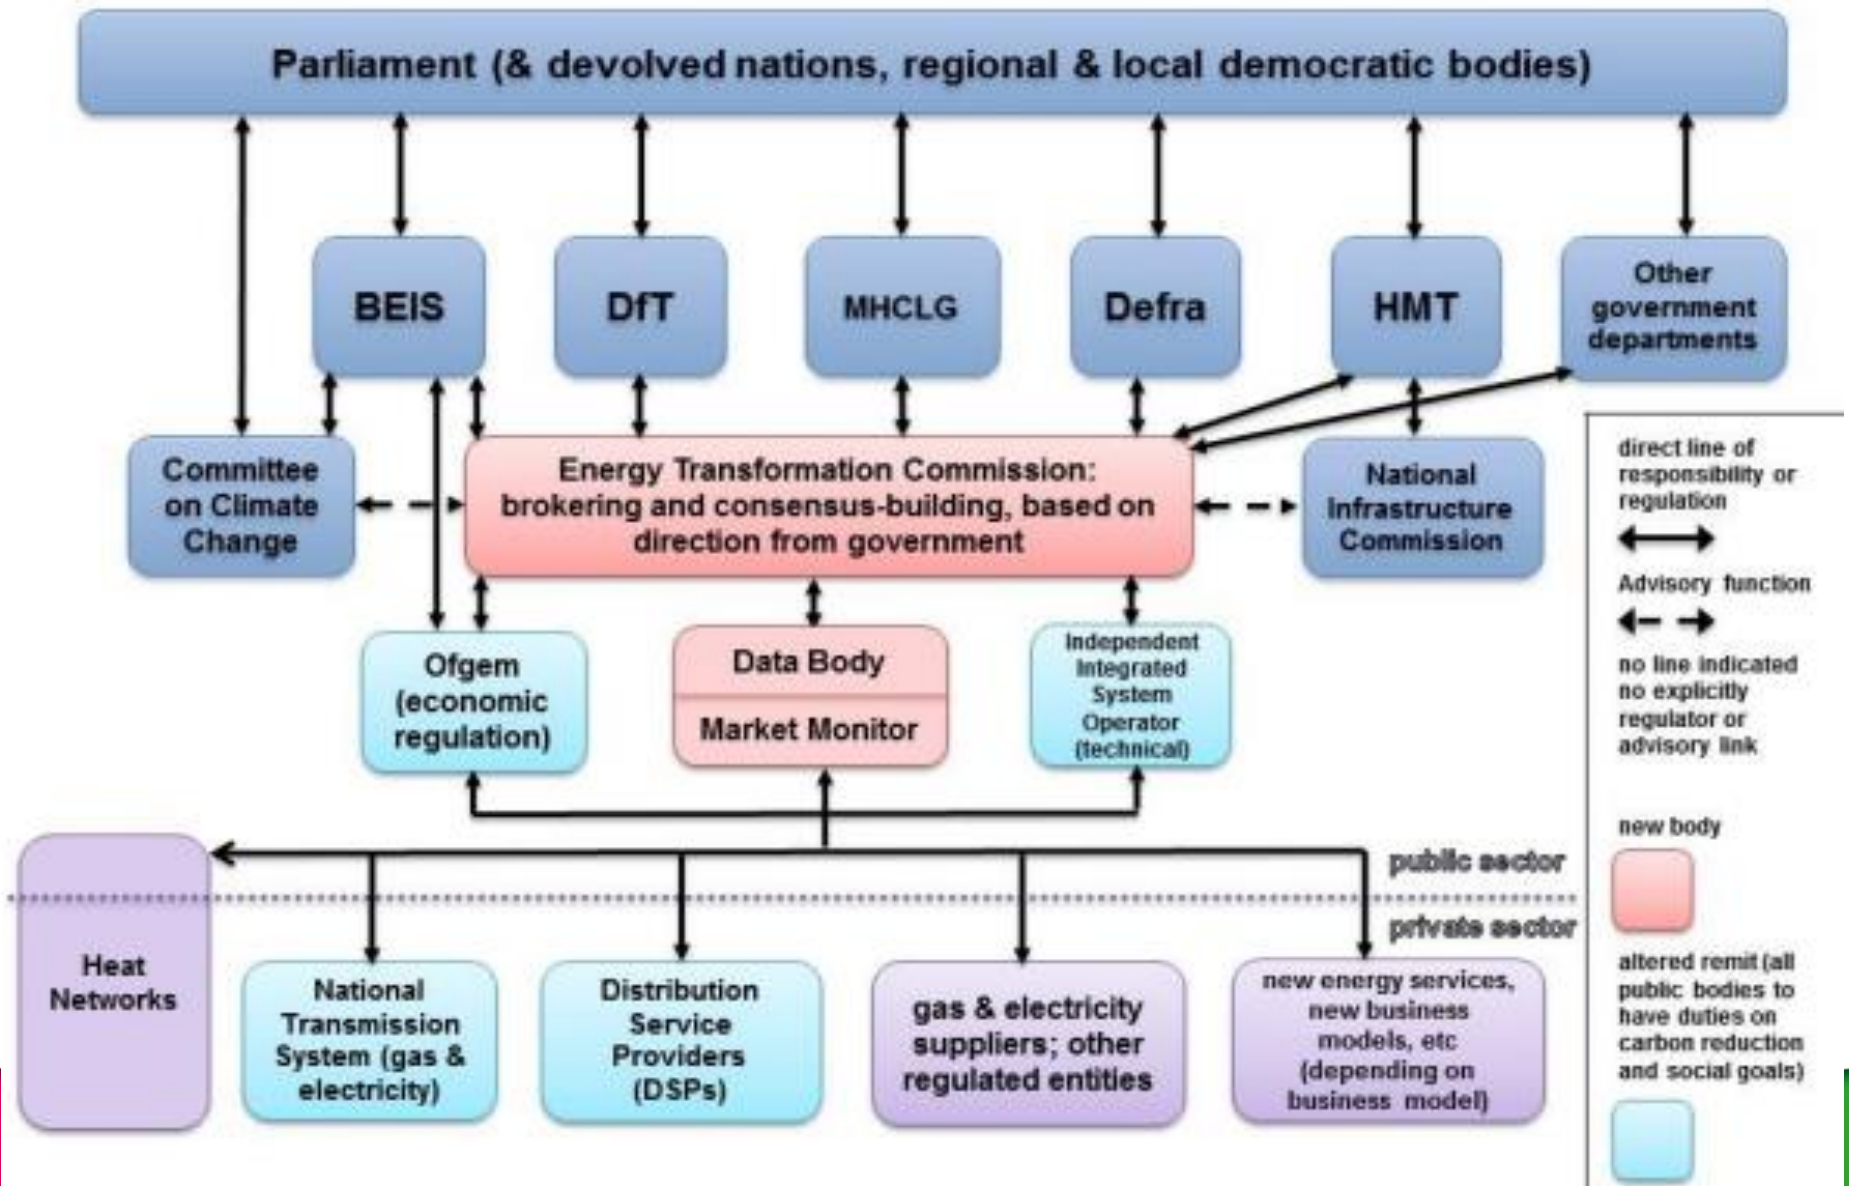 Parliament (& devolved nations, regional & local democratic bodies)
BEIS
DfT
MHCLG
Defra
HMT
Other
government
departments
Committee
on Climate
Change
Energy Transformation Commission:
brokering and consensus-building, based on
direction from government
National
Infrastructure
Commission
Ofgem
(economic
regulation)
Data Body
Market Monitor
Independent
Integrated
System
Operator
(technical)
public sector
private sector
Heat
Networks
National
Transmission
System (gas &
electricity)
Distribution
Service
Providers
(DSPs)
gas & electricity
suppliers; other
regulated entities
new energy services,
new business
models, etc
(depending on
business model)
direct line of
responsibility or
regulation
Advisory function
no line indicated
no explicitly
regulator or
advisory link
new body
altered remit (all
public bodies to
have duties on
carbon reduction
and social goals)